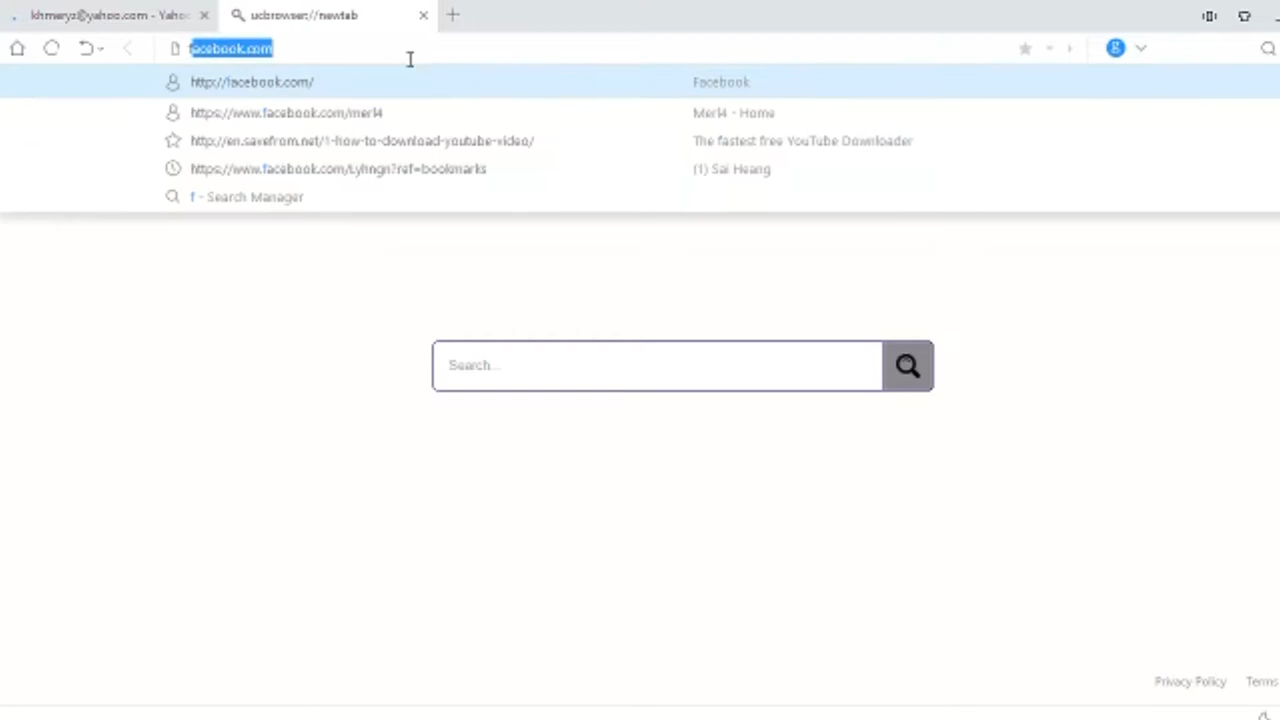 khmeryz@yahoo.com - Yaho
ucbrowser://newtab
facebook.com
http://facebook.com/ Facebook
https://www.facebook.com/merl4 Merl4 - Home
http://en.savefrom.net/1-how-to-download-youtube-video/ The fastest free YouTube Downloader
https://www.facebook.com/Lyhngri?ref=bookmarks (1) Sai Heang
f - Search Manager
Search...
Privacy Policy Terms